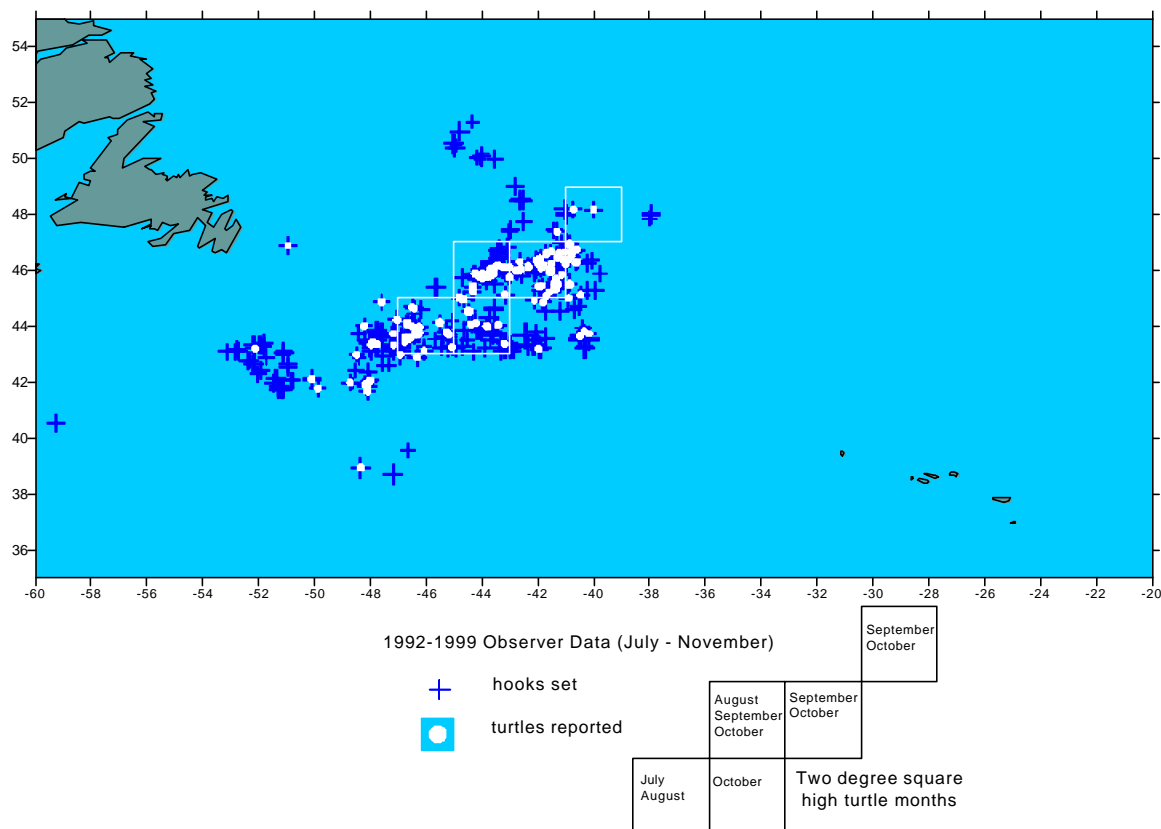 54
52
50
48
46
44
42
40
38
36
-60 -58 -56 -54 -52 -50 -48 -46 -44 -42 -40 -38 -36 -34 -32 -30 -28 -26 -24 -22 -20
1992-1999 Observer Data (July - November)
hooks set
turtles reported
September
October
August
September
October
September
October
July
August
October
Two degree square
high turtle months